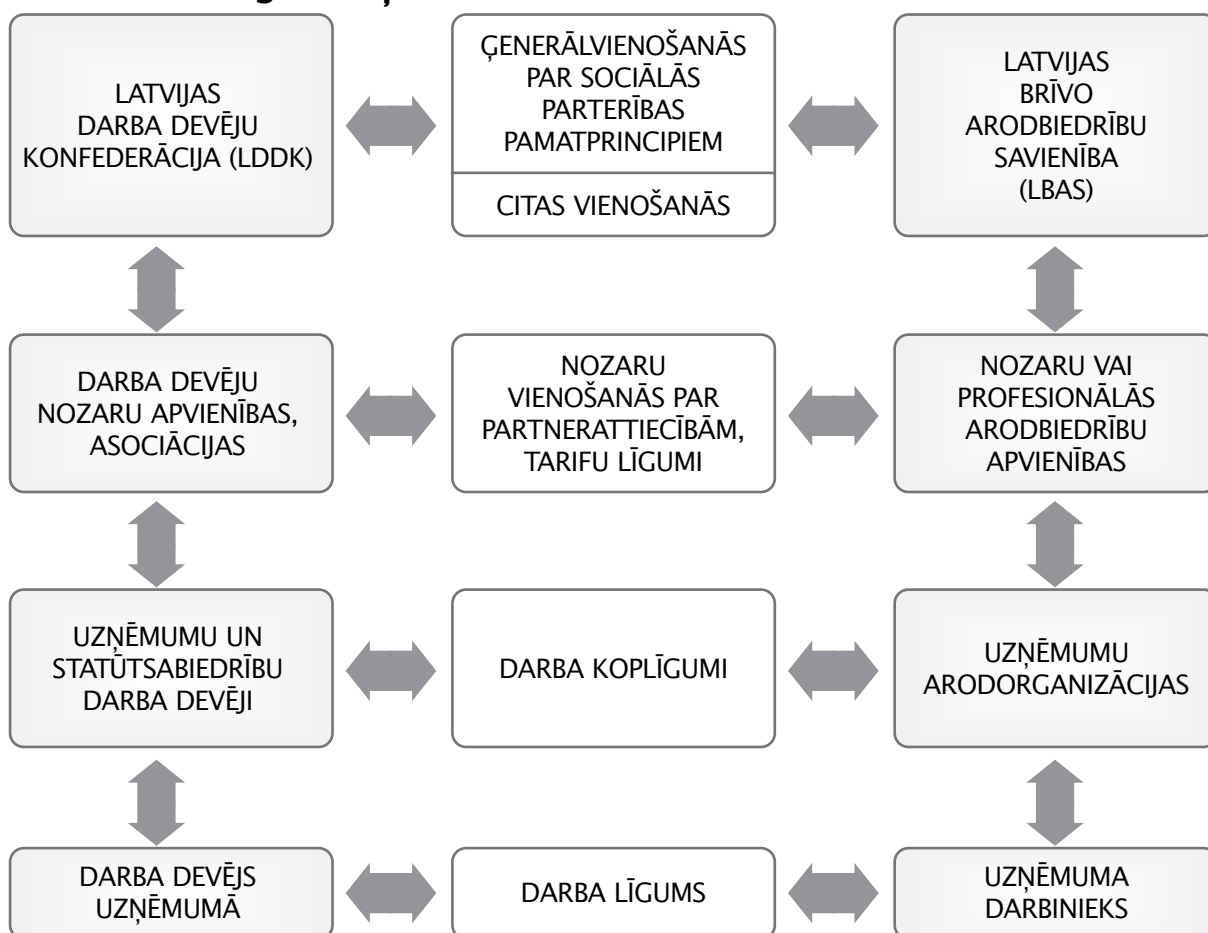 LATVIJAS
DARBA DEVĒJU
KONFEDERĀCIJA (LDDK)
ĢENERĀLVIENOŠANĀS
PAR SOCIĀLĀS
PARTERĪBAS
PAMATPRINCIPIEM
CITAS VIENOŠANĀS
LATVIJAS
BRĪVO
ARODBIEDRĪBU
SAVIENĪBA
(LBAS)
DARBA DEVĒJU
NOZARU APVIENĪBAS,
ASOCIĀCIJAS
NOZARU
VIENOŠANĀS PAR
PARTNERATTIECĪBĀM,
TARIFU LĪGUMI
NOZARU VAI
PROFESIONĀLĀS
ARODBIEDRĪBU
APVIENĪBAS
UZŅĒMUMU UN
STATŪTSABIEDRĪBU
DARBA DEVĒJI
DARBA KOPLĪGUMI
UZŅĒMUMU
ARODORGANIZĀCIJAS
DARBA DEVĒJS
UZŅĒMUMĀ
DARBA LĪGUMS
UZŅĒMUMA
DARBINIEKS